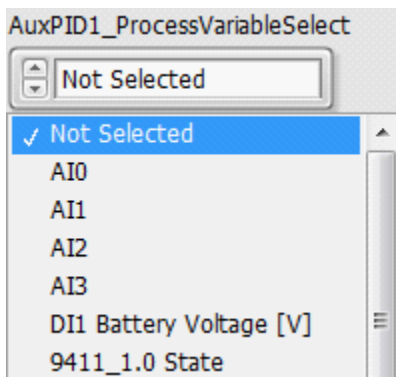 AuxPID1_ProcessVariableSelect
Not Selected
Not Selected
AI0
AI1
AI2
AI3
DI1 Battery Voltage [V]
9411_1.0 State